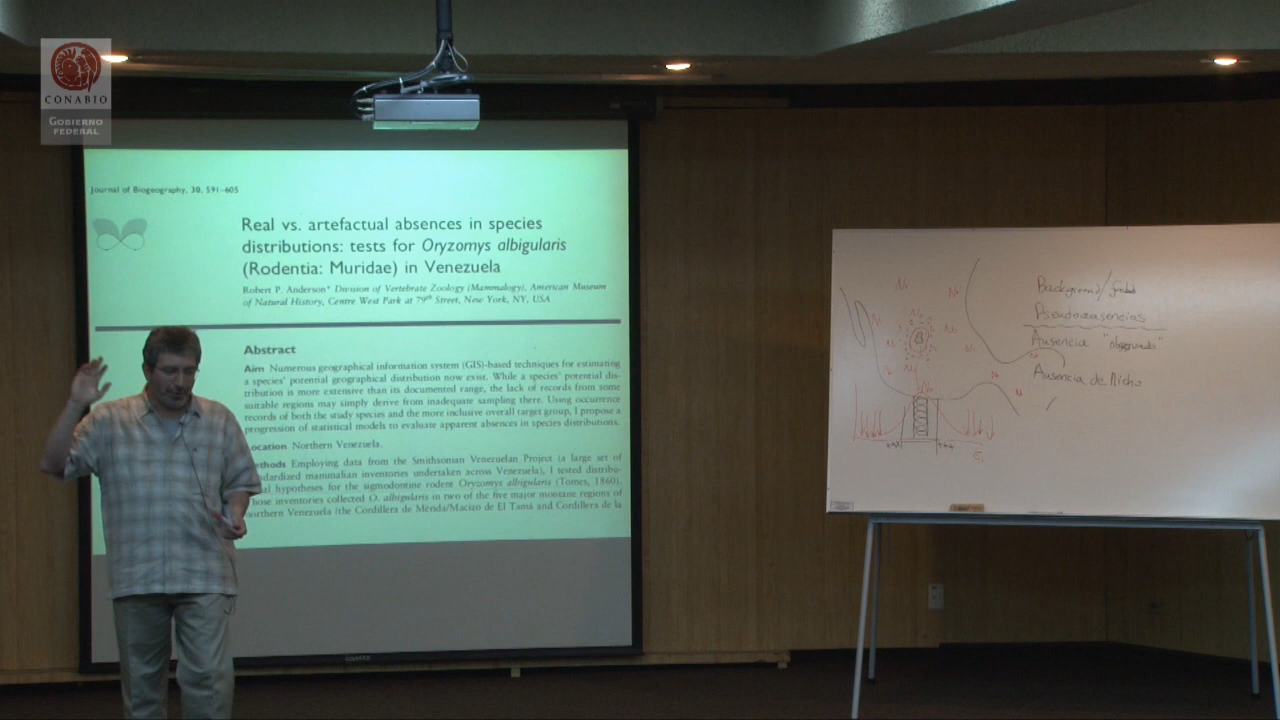 CONABIO
GOBIERNO
FEDERAL
Journal of Biogeography, 30, 591–605
Real vs. artefactual absences in species
distributions: tests for Oryzomys albigularis
(Rodentia: Muridae) in Venezuela
Robert P. Anderson* Division of Vertebrate Zoology (Mammalogy), American Museum
of Natural History, Centre West Park at 79th Street, New York, NY, USA
Abstract
Aim Numerous geographical information system (GIS)-based techniques for estimating
a species' potential geographical distribution now exist. While a species' potential dis-
tribution is more extensive than its documented range, the lack of records from some
suitable regions may simply derive from inadequate sampling there. Using occurrence
records of both the study species and the more inclusive overall target group, I propose a
progression of statistical models to evaluate apparent absences in species distributions.
ocation Northern Venezuela.
thods Employing data from the Smithsonian Venezuelan Project (a large set of
ndardized mammalian inventories undertaken across Venezuela), I tested distribu-
al hypotheses for the sigmodontine rodent Oryzomys albigularis (Tomes, 1860).
hose inventories collected O. albigularis in two of the five major montane regions of
northern Venezuela (the Cordillera de Mérida/Macizo de El Tamá and Cordillera de la
Background/
Pseudoausencias
Ausencia
Ausencia de Nicho